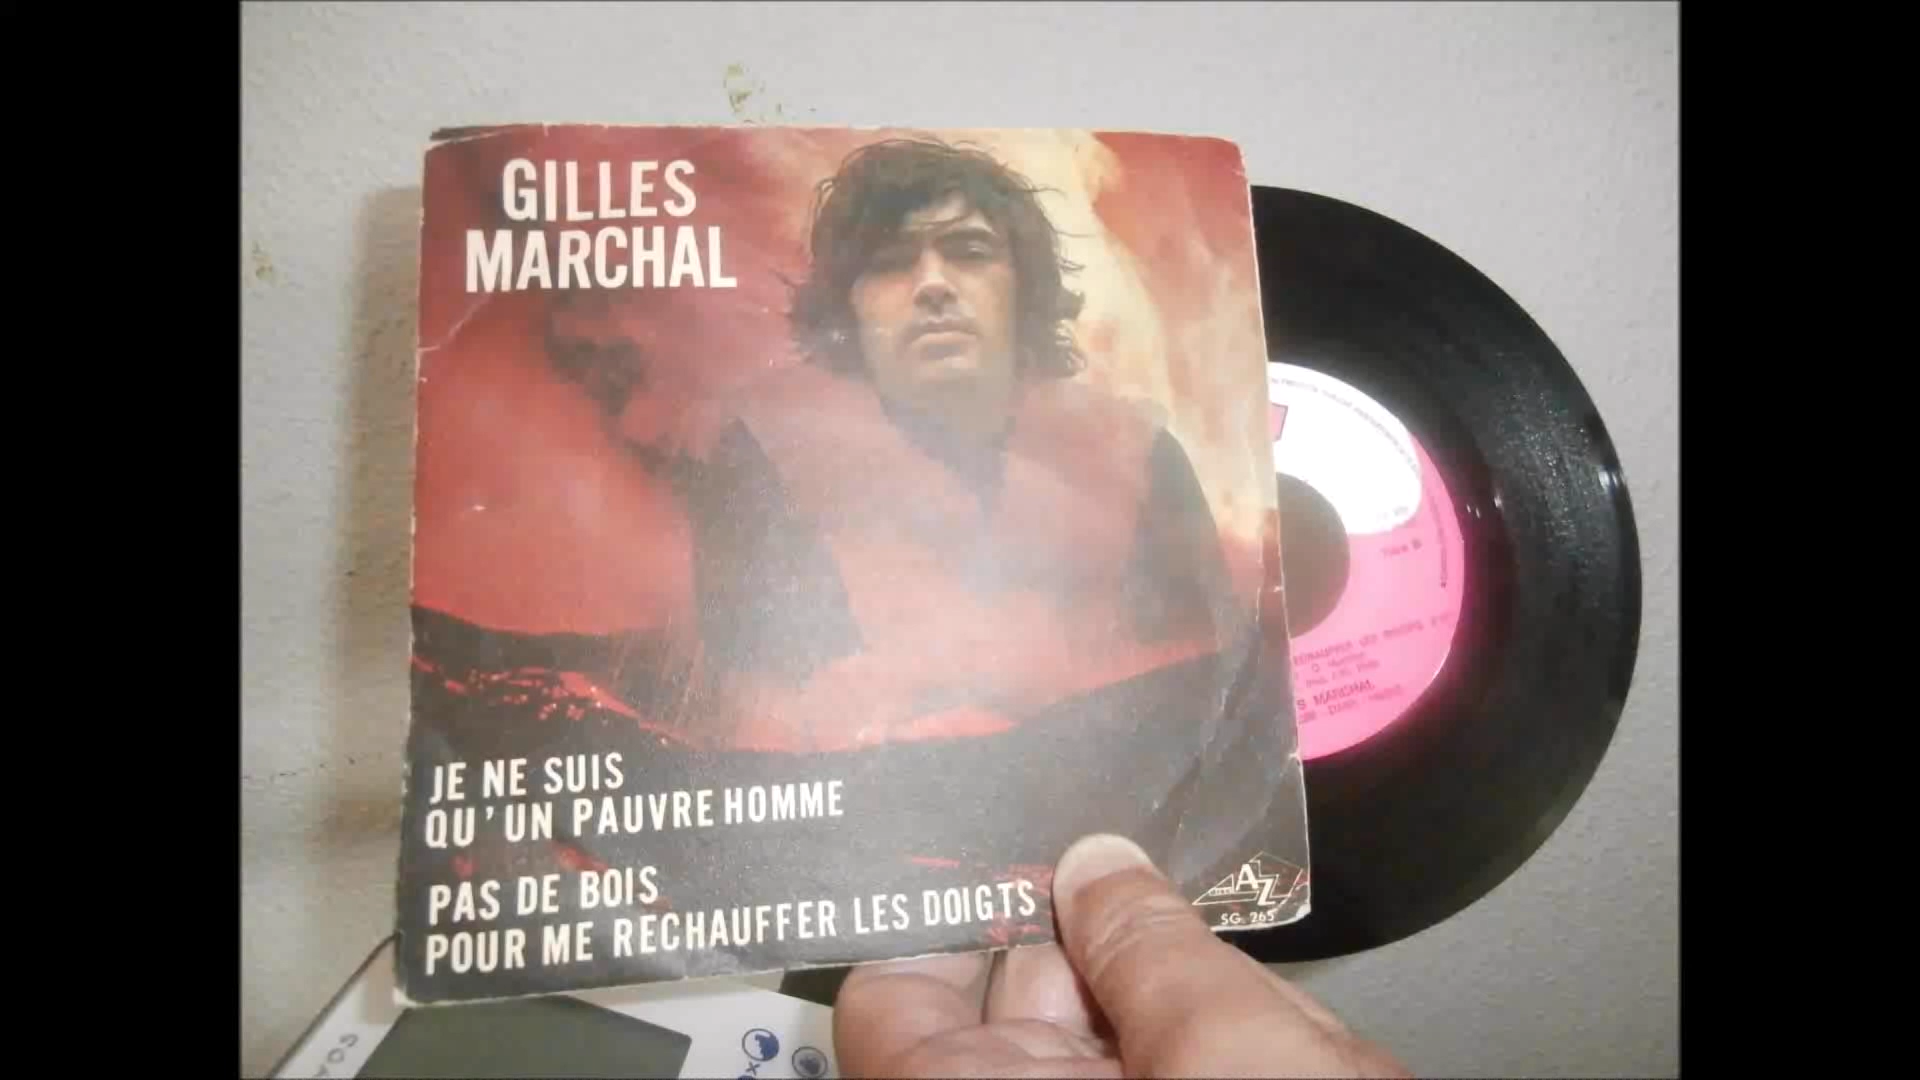 GILLES
MARCHAL
JE NE SUIS
QU'UN PAUVRE HOMME
PAS DE BOIS
POUR ME RECHAUFFER LES DOIGTS
AZ
SG. 265
S MARCHAL